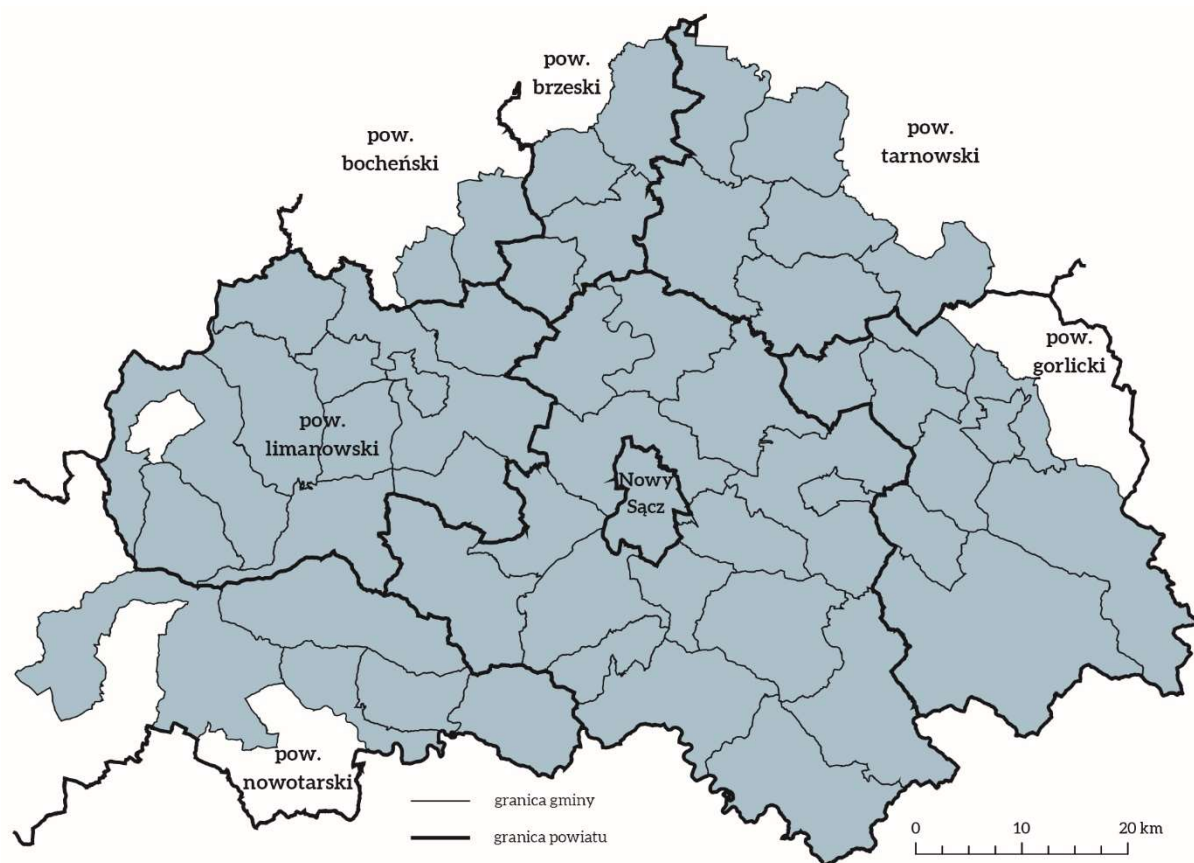 pow.
brzeski
pow.
bocheński
pow.
tarnowski
pow.
gorlicki
pow.
limanowski
Nowy
Sącz
pow.
nowotarski
granica gminy
granica powiatu
0 10 20 km